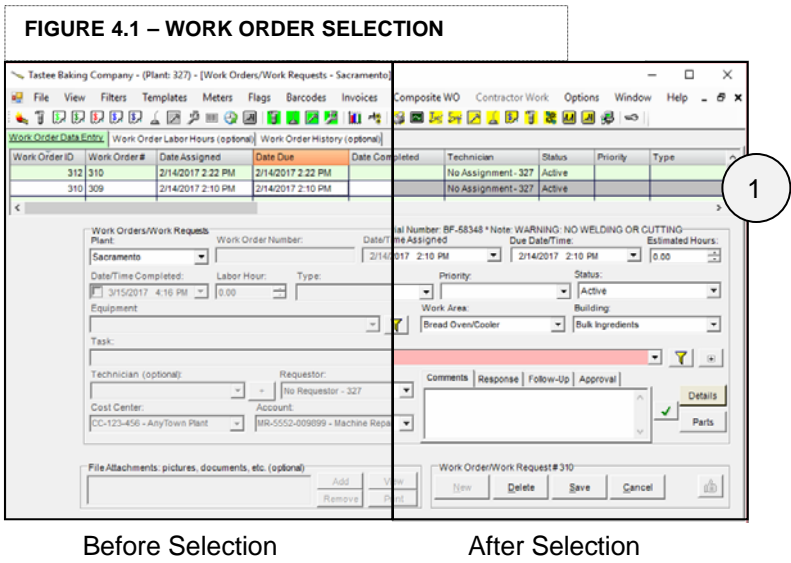 FIGURE 4.1 – WORK ORDER SELECTION
Tastee Baking Company - (Plant: 327) - [Work Orders/Work Requests - Sacramento]
File View Filters Templates Meters Flags Barcodes Invoices Composite WO Contractor Work Options Window Help
Work Order Data Entry Work Order Labor Hours (optional) Work Order History (optional)
Work Order ID Work Order # Date Assigned Date Due Date Completed Technician Status Priority Type
312 310 2/14/2017 2:22 PM 2/14/2017 2:22 PM No Assignment - 327 Active
310 309 2/14/2017 2:10 PM 2/14/2017 2:10 PM No Assignment - 327 Active
1
Work Orders/Work Requests ial Number: BF-58348 * Note: WARNING: NO WELDING OR CUTTING
Plant: Work Order Number: Date/Time Assigned Due Date/Time: Estimated Hours:
Sacramento 2/14/2017 2:10 PM 2/14/2017 2:10 PM 0.00
Date/Time Completed: Labor Hour: Type: Priority: Status:
3/15/2017 4:16 PM 0.00 Active
Equipment Work Area: Building:
Bread Oven/Cooler Bulk Ingredients
Task:
Technician (optional): Requestor: Comments Response Follow-Up Approval
+ No Requestor - 327 Details
Cost Center: Account:
CC-123-456 - AnyTown Plant MR-5552-009899 - Machine Repa Parts
File Attachments: pictures, documents, etc. (optional) Work Order/Work Request # 310
Add View New Delete Save Cancel
Remove Print
Before Selection After Selection